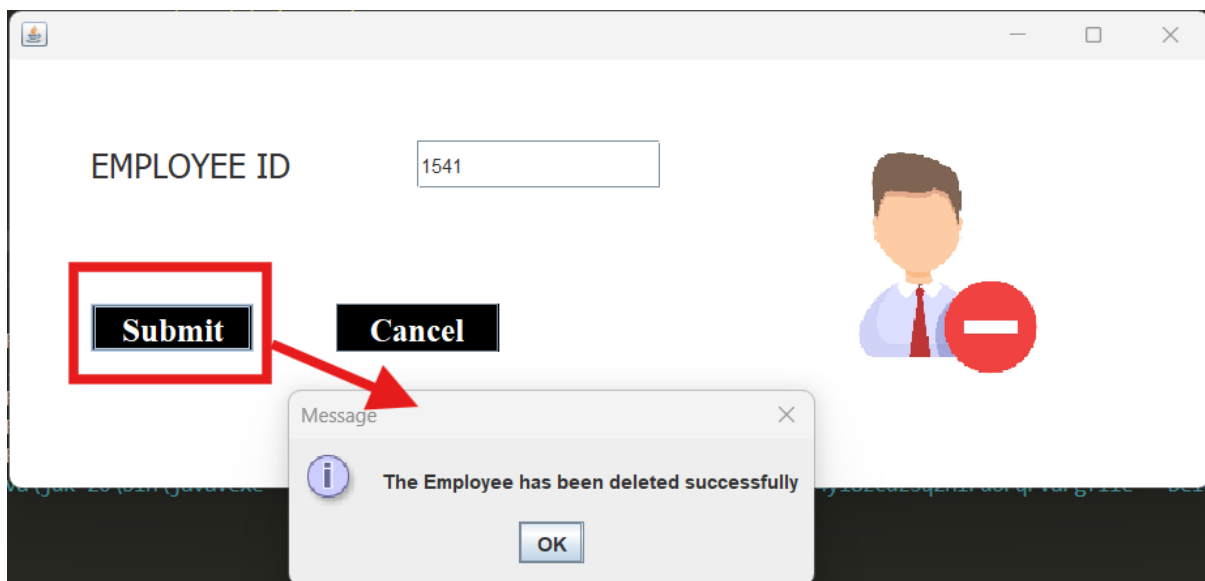 EMPLOYEE ID
1541
Submit
Cancel
Message
The Employee has been deleted successfully
OK